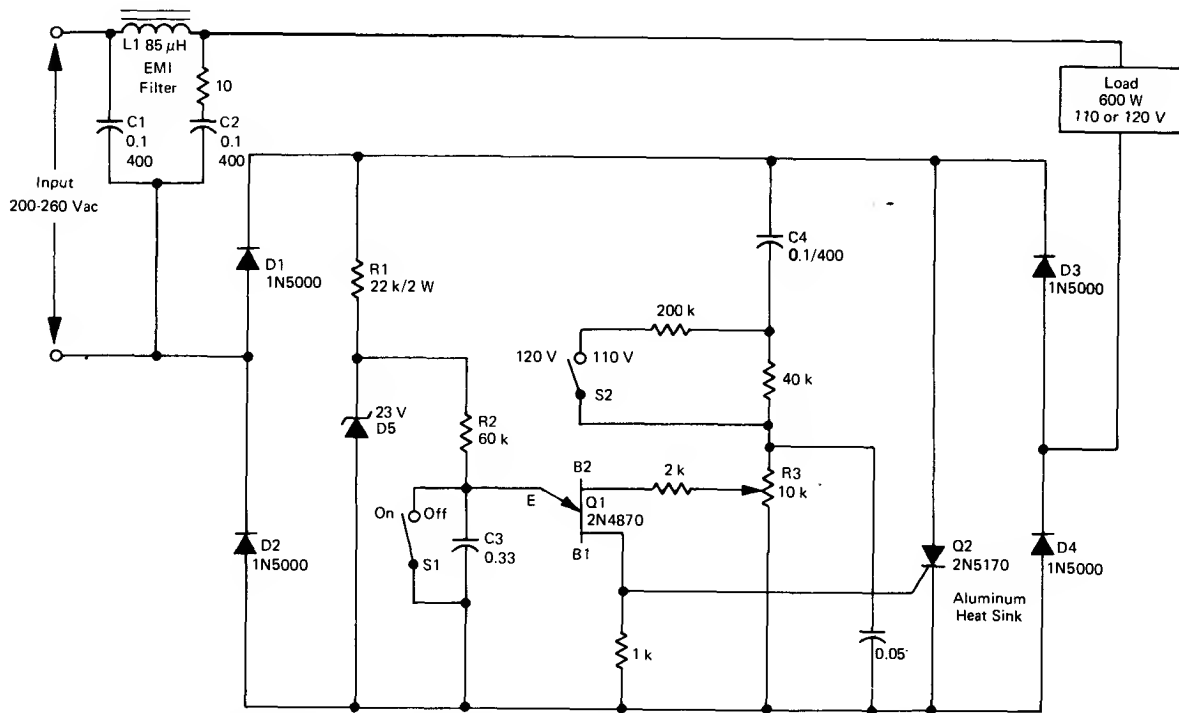 L1 85 µH
EMI
Filter
10
C1
0.1
400
C2
0.1
400
Input
200-260 Vac
Load
600 W
110 or 120 V
D1
1N5000
R1
22 k/2 W
C4
0.1/400
D3
1N5000
200 k
120 V
110 V
S2
40 k
23 V
D5
R2
60 k
B2
2 k
R3
10 k
E
Q1
2N4870
B1
On
Off
S1
C3
0.33
D2
1N5000
Q2
2N5170
D4
1N5000
Aluminum
Heat Sink
1 k
0.05